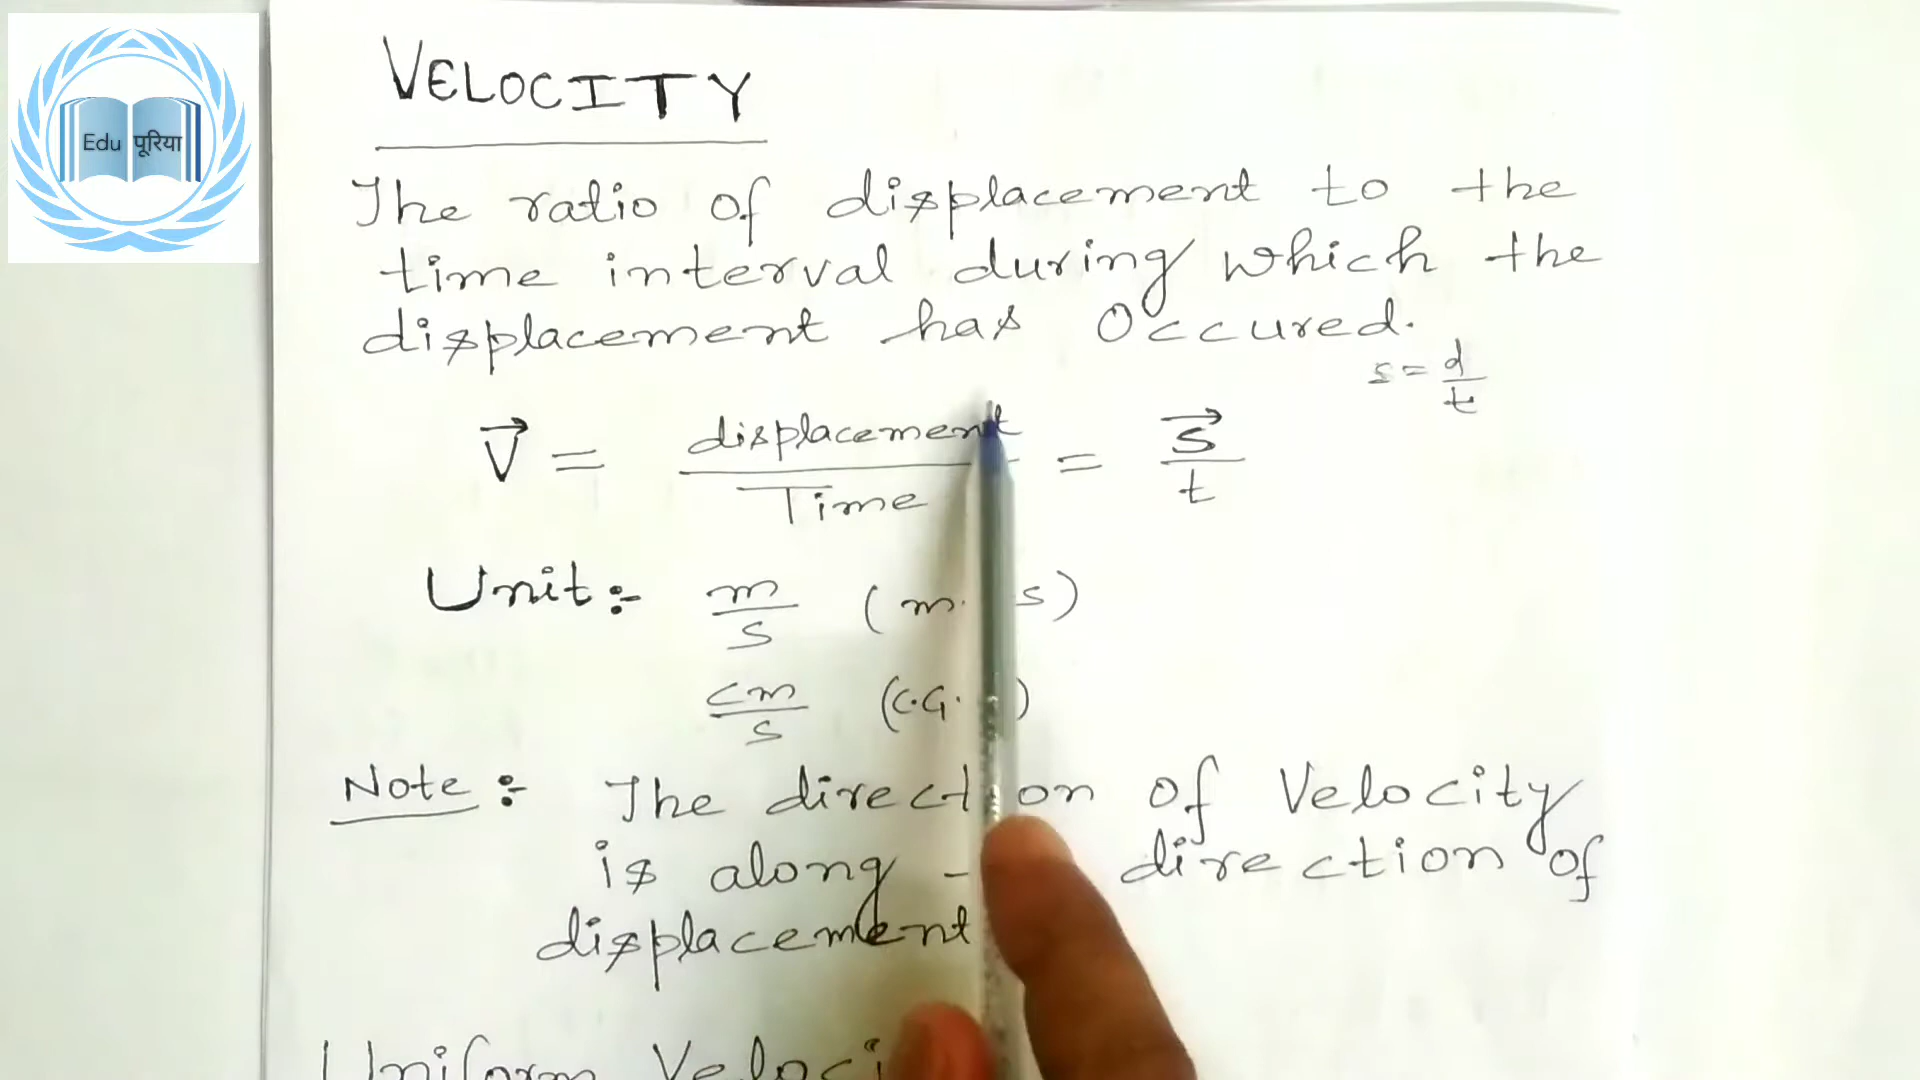 Edu पूरिया
VELOCITY
The ratio of displacement to the
time interval during which the
displacement has occured.
s = d/t
V⃗ = displacement/Time = s⃗/t
Unit:- m/s (m. s)
cm/s (C.G. )
Note :- The direction of Velocity
is along direction of
displacement
Uniform